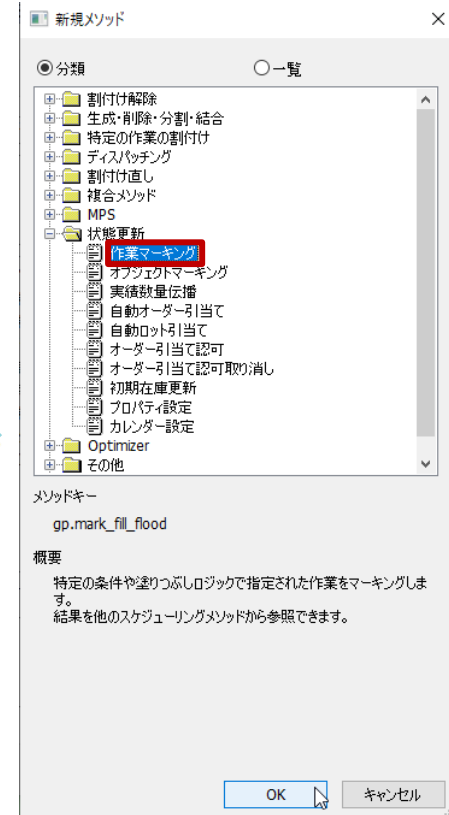 新規メソッド
分類 一覧
割付け解除
生成・削除・分割・結合
特定の作業の割付け
ディスパッチング
割付け直し
複合メソッド
MPS
状態更新
作業マーキング
オブジェクトマーキング
実績数量伝播
自動オーダー引当て
自動ロット引当て
オーダー引当て認可
オーダー引当て認可取り消し
初期在庫更新
プロパティ設定
カレンダー設定
Optimizer
その他
メソッドキー
gp.mark_fill_flood
概要
特定の条件や塗りつぶしロジックで指定された作業をマーキングしま
す。
結果を他のスケジューリングメソッドから参照できます。
OK キャンセル